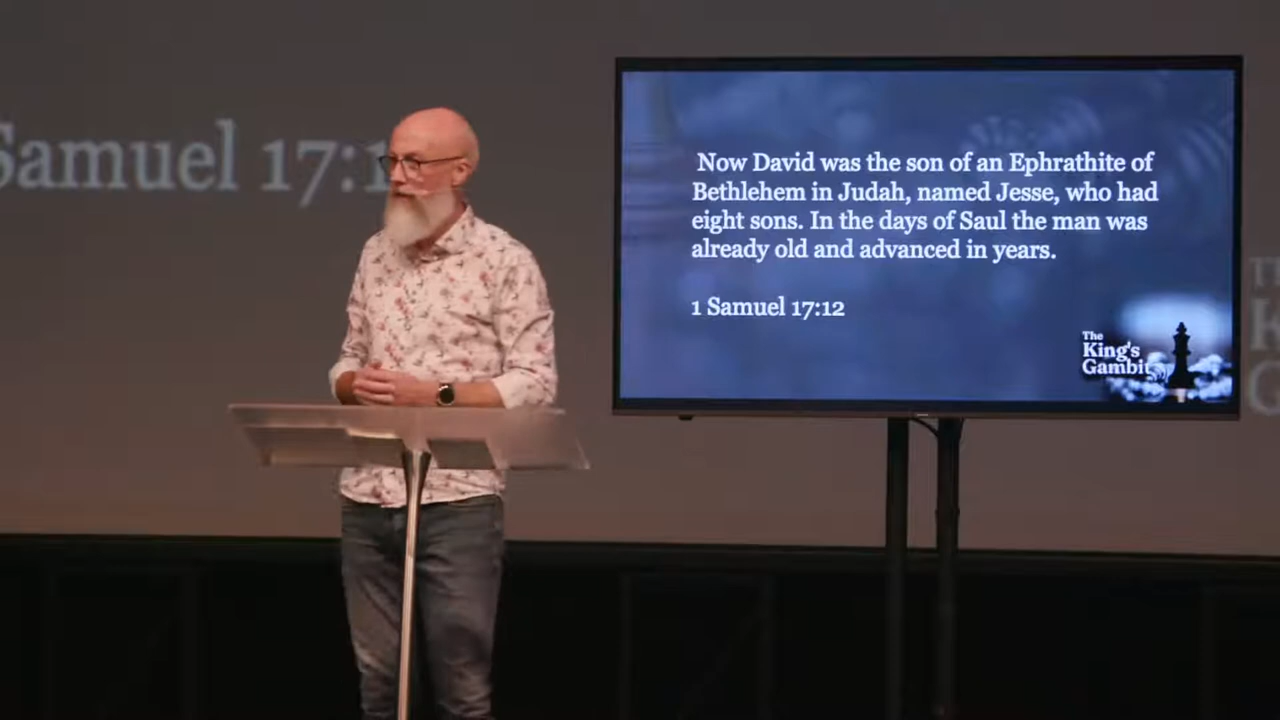 Samuel 17:1
Now David was the son of an Ephrathite of
Bethlehem in Judah, named Jesse, who had
eight sons. In the days of Saul the man was
already old and advanced in years.
1 Samuel 17:12
The
King's
Gambit